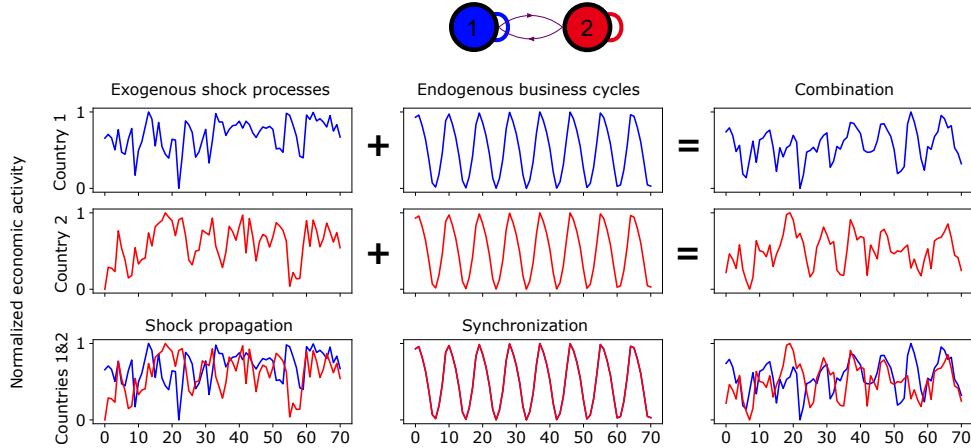 1 2
Exogenous shock processes Endogenous business cycles Combination
Normalized economic activity
Country 1
1
0
+
=
Country 2
1
0
+
=
Shock propagation Synchronization
Countries 1&2
1
0
0 10 20 30 40 50 60 70 0 10 20 30 40 50 60 70 0 10 20 30 40 50 60 70